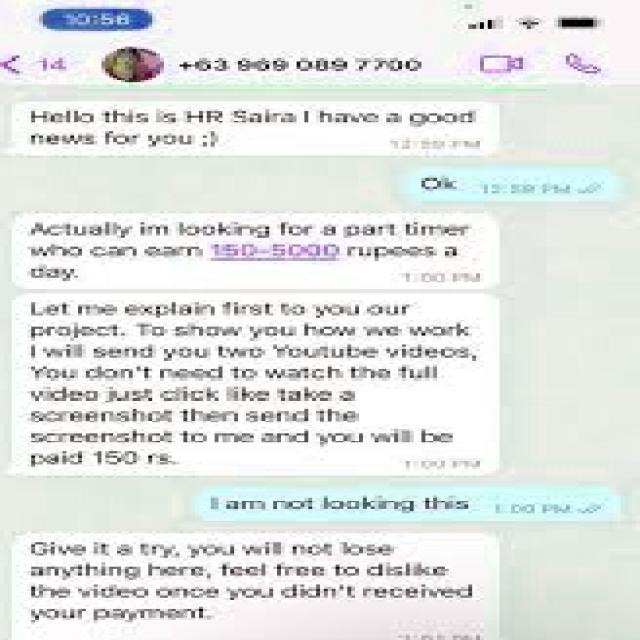 10:56
14
+63 969 089 7700
Hello this is HR Saira I have a good
news for you ;)
12:59 PM
Ok
12:59 PM
Actually im looking for a part timer
who can earn 150-5000 rupees a
day.
1:00 PM
Let me explain first to you our
project. To show you how we work
I will send you two Youtube videos,
You don't need to watch the full
video just click like take a
screenshot then send the
screenshot to me and you will be
paid 150 rs.
1:00 PM
I am not looking this
1:00 PM
Give it a try, you will not lose
anything here, feel free to dislike
the video once you didn't received
your payment.